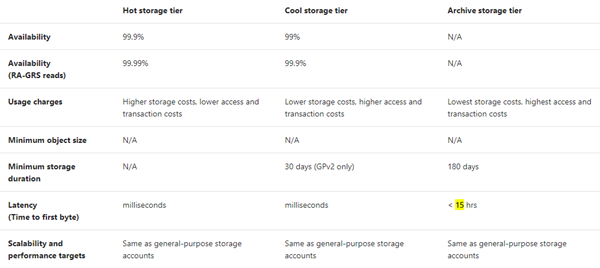 Hot storage tier Cool storage tier Archive storage tier
Availability 99.9% 99% N/A
Availability 99.99% 99.9% N/A
(RA-GRS reads)
Usage charges Higher storage costs, lower access and Lower storage costs, higher access and Lowest storage costs, highest access and
transaction costs transaction costs transaction costs
Minimum object size N/A N/A N/A
Minimum storage N/A 30 days (GPv2 only) 180 days
duration
Latency milliseconds milliseconds < 15 hrs
(Time to first byte)
Scalability and Same as general-purpose storage Same as general-purpose storage Same as general-purpose storage
performance targets accounts accounts accounts